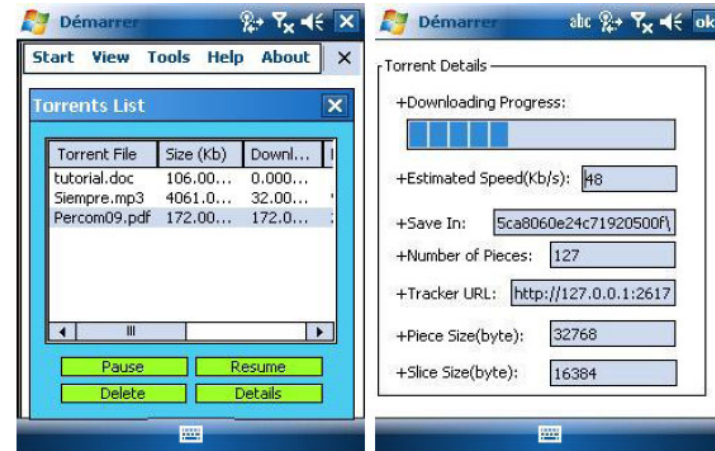 Démarrer
Start View Tools Help About
Torrents List
Torrent File Size (Kb) Downl...
tutorial.doc 106.00... 0.000...
Siempre.mp3 4061.0... 32.00...
Percom09.pdf 172.00... 172.0...
Pause Resume
Delete Details
Démarrer abc ok
Torrent Details
+Downloading Progress:
+Estimated Speed(Kb/s): 48
+Save In: 5ca8060e24c71920500f\
+Number of Pieces: 127
+Tracker URL: http://127.0.0.1:2617
+Piece Size(byte): 32768
+Slice Size(byte): 16384